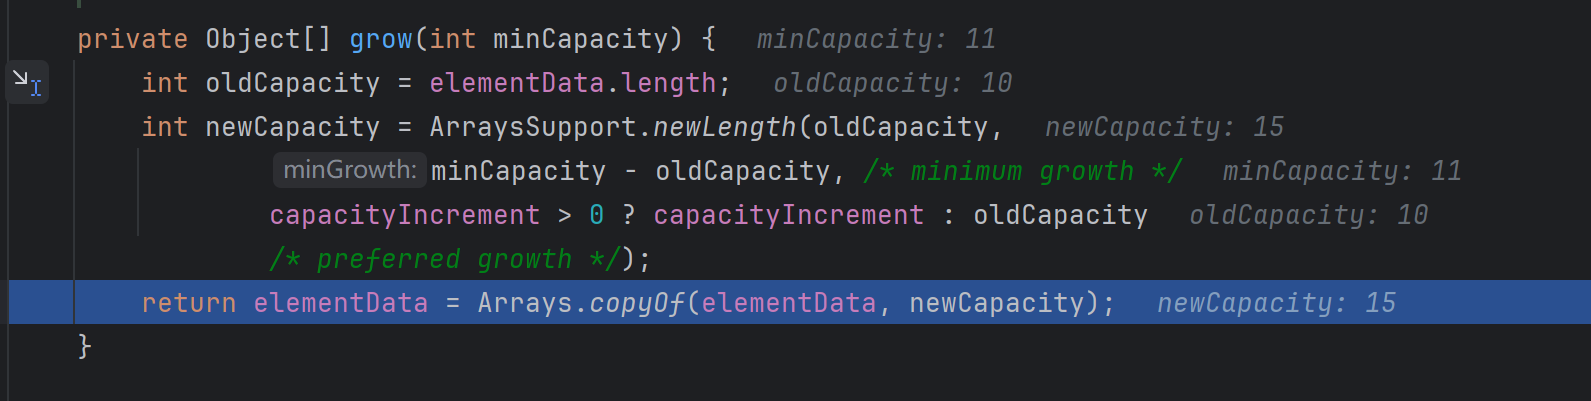 private Object[] grow(int minCapacity) {   minCapacity: 11
    int oldCapacity = elementData.length;   oldCapacity: 10
    int newCapacity = ArraysSupport.newLength(oldCapacity,   newCapacity: 15
            minGrowth: minCapacity - oldCapacity, /* minimum growth */   minCapacity: 11
            capacityIncrement > 0 ? capacityIncrement : oldCapacity   oldCapacity: 10
            /* preferred growth */);
    return elementData = Arrays.copyOf(elementData, newCapacity);   newCapacity: 15
}